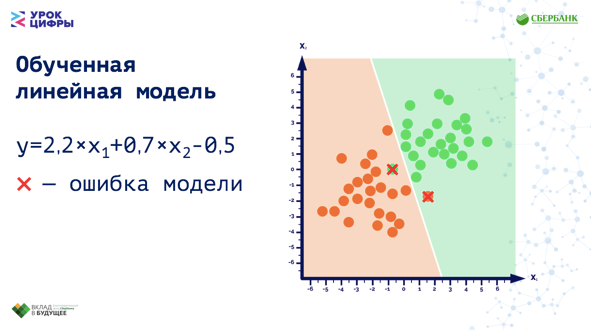 УРОК
ЦИФРЫ
СБЕРБАНК
Обученная
линейная модель
y=2,2×x₁+0,7×x₂-0,5
× — ошибка модели
X₂
6
5
4
3
2
1
0
-1
-2
-3
-4
-5
-6
-6 -5 -4 -3 -2 -1 0 1 2 3 4 5 6
X₁
ВКЛАД
В БУДУЩЕЕ